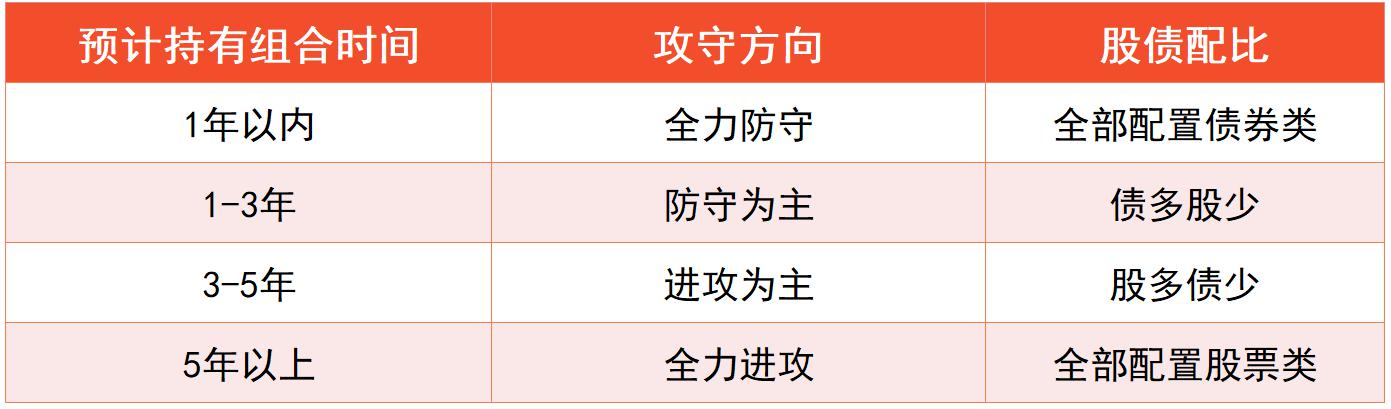 预计持有组合时间 攻守方向 股债配比
1年以内 全力防守 全部配置债券类
1-3年 防守为主 债多股少
3-5年 进攻为主 股多债少
5年以上 全力进攻 全部配置股票类